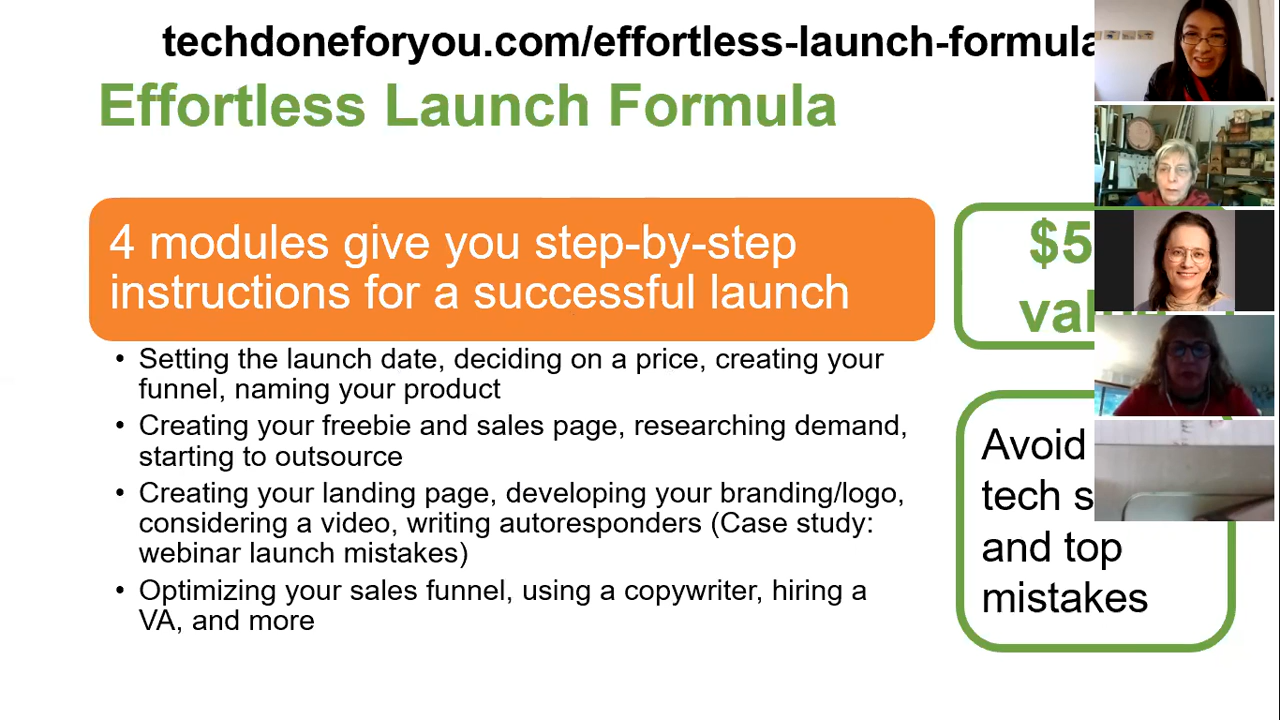 techdoneforyou.com/effortless-launch-formula
Effortless Launch Formula
4 modules give you step-by-step
instructions for a successful launch
• Setting the launch date, deciding on a price, creating your
funnel, naming your product
• Creating your freebie and sales page, researching demand,
starting to outsource
• Creating your landing page, developing your branding/logo,
considering a video, writing autoresponders (Case study:
webinar launch mistakes)
• Optimizing your sales funnel, using a copywriter, hiring a
VA, and more
Avoid
tech
and top
mistakes